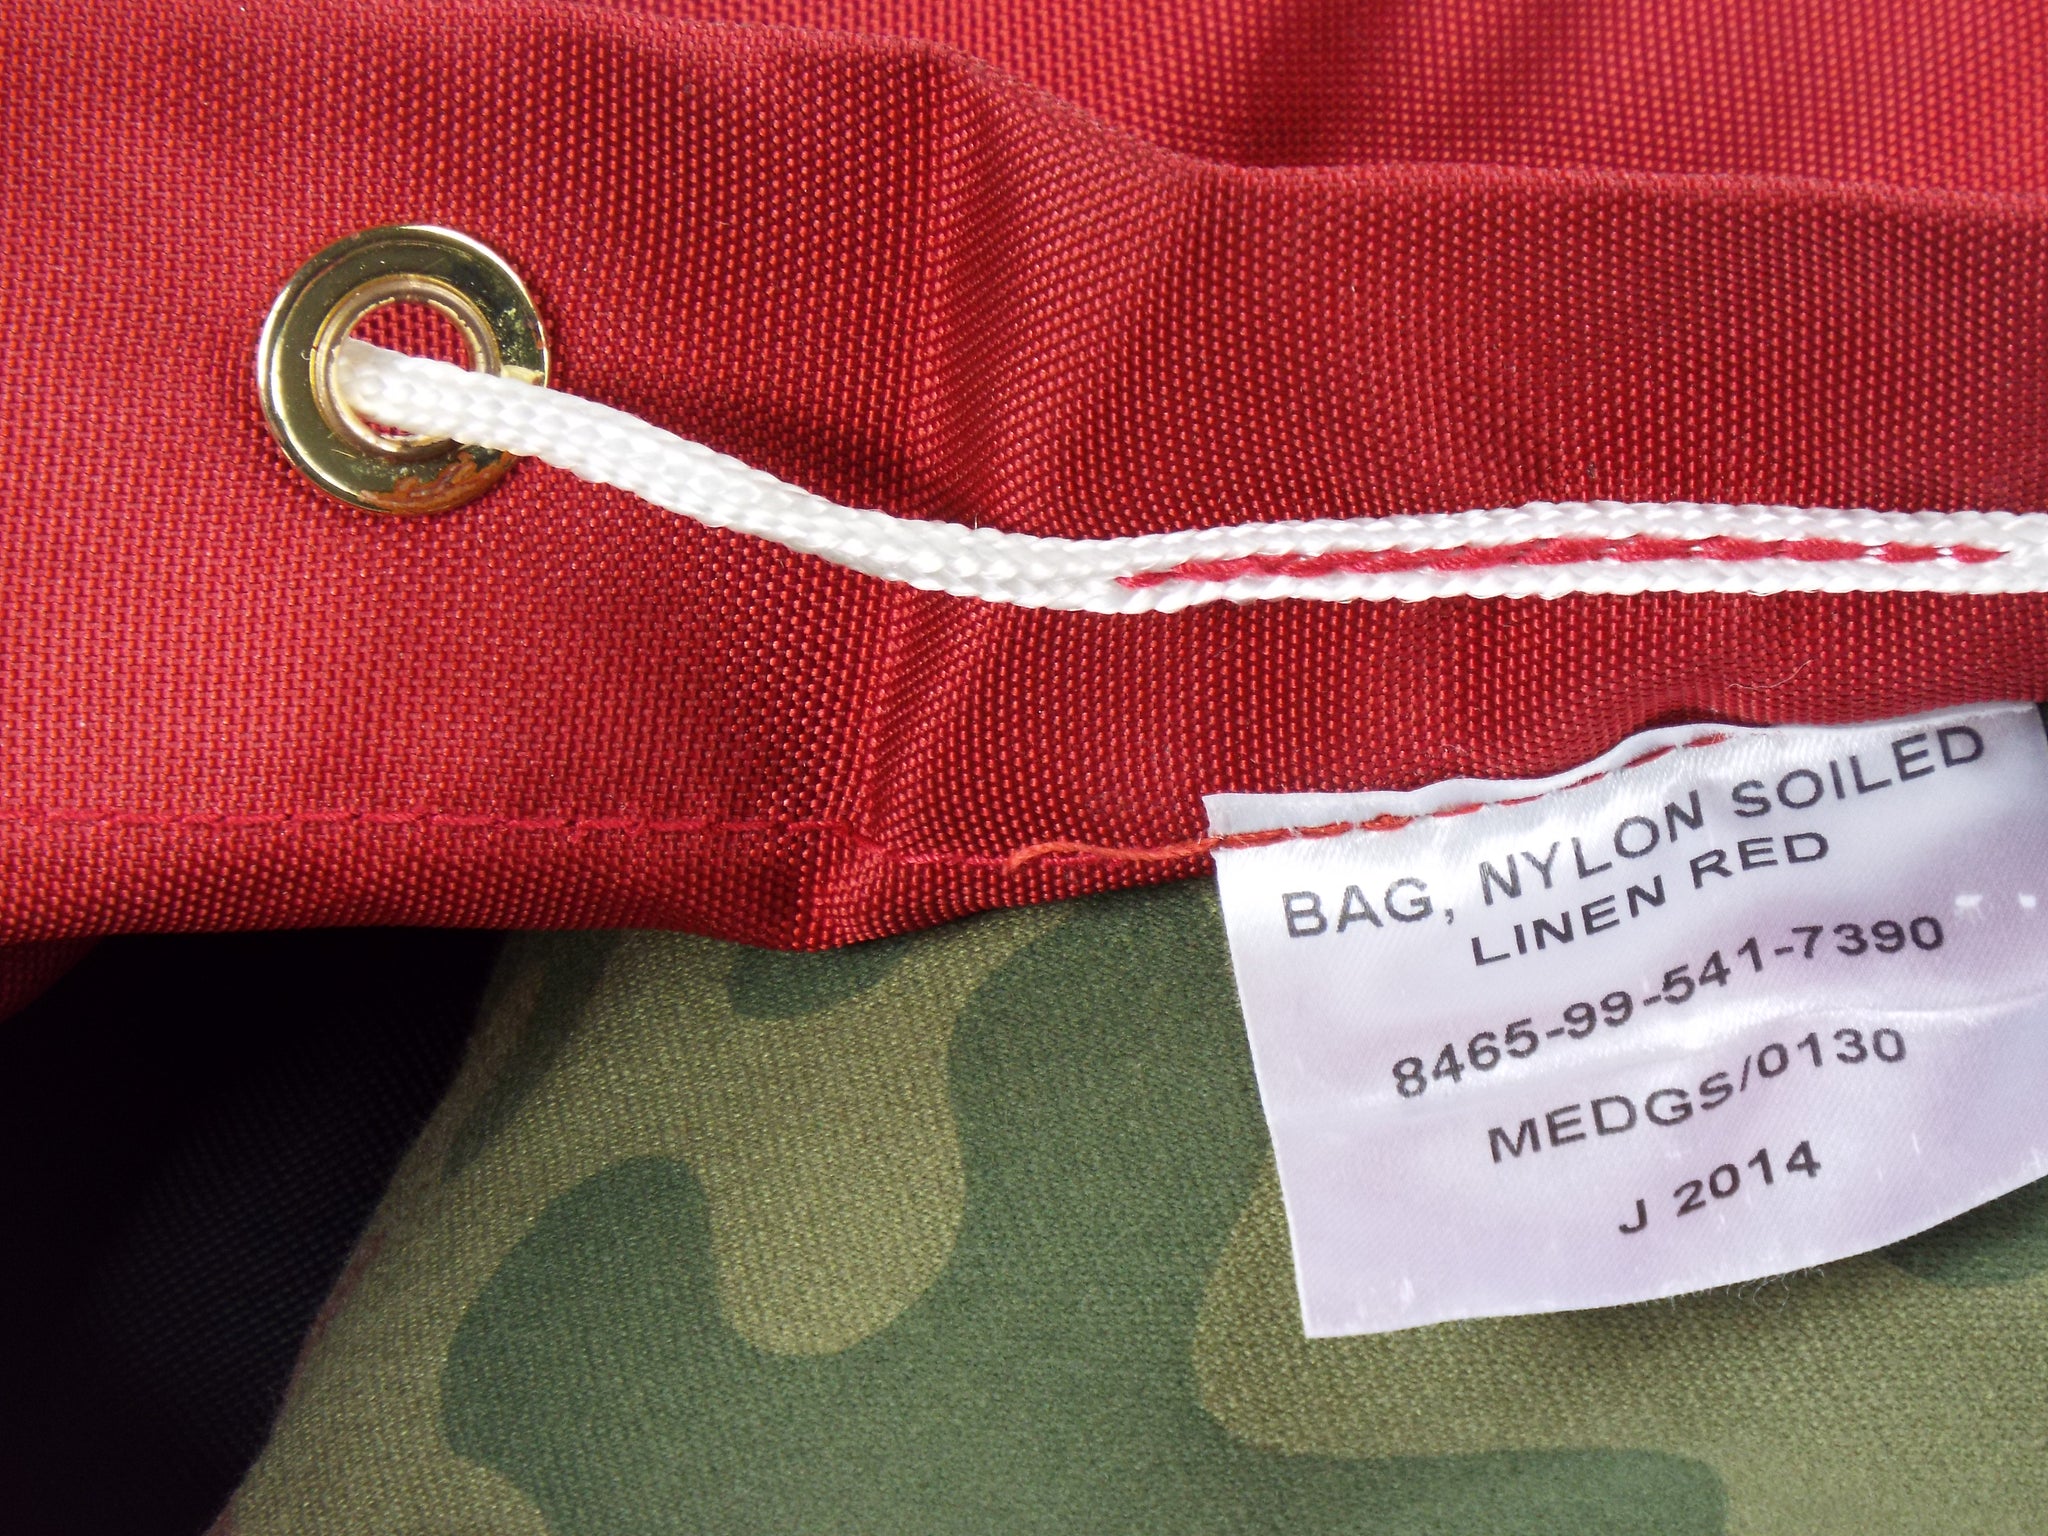 BAG, NYLON SOILED
LINEN RED
8465-99-541-7390
MEDGS/0130
J 2014